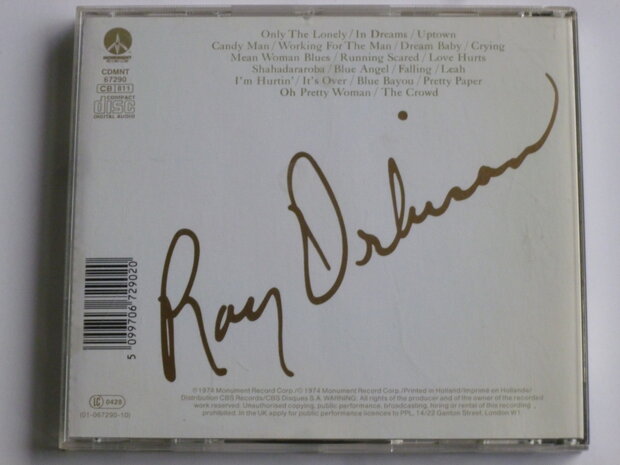 Only The Lonely / In Dreams / Uptown
Candy Man / Working For The Man / Dream Baby / Crying
Mean Woman Blues / Running Scared / Love Hurts
Shahadararoba / Blue Angel / Falling / Leah
I'm Hurtin' / It's Over / Blue Bayou / Pretty Paper
Oh Pretty Woman / The Crowd
MONUMENT
CDMNT
67290
CB 811
COMPACT
disc
DIGITAL AUDIO
Roy Orbison
5 099706 729020
LC 0428
(01-067290-10)
℗1974 Monument Record Corp./© 1974 Monument Record Corp./Printed in Holland/Imprimé en Hollande/
Distribution CBS Records/CBS Disques S.A. WARNING: All rights of the producer and of the owner of the recorded
work reserved. Unauthorised copying, public performance, broadcasting, hiring or rental of this recording
prohibited. In the UK apply for public performance licences to PPL, 14/22 Ganton Street, London W1